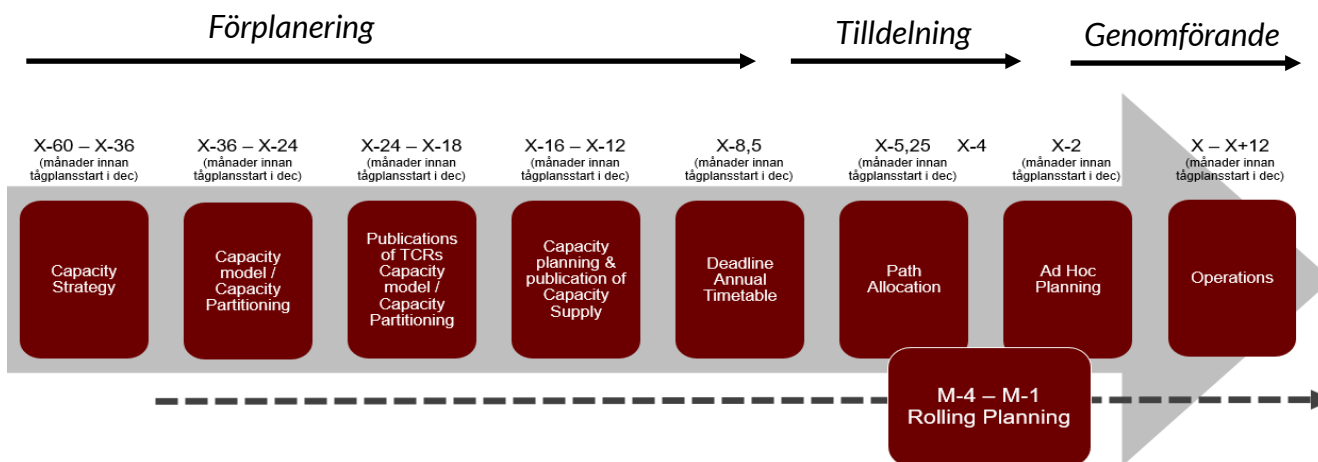 Förplanering
Tilldelning
Genomförande
X-60 – X-36
(månader innan
tågplansstart i dec)
X-36 – X-24
(månader innan
tågplansstart i dec)
X-24 – X-18
(månader innan
tågplansstart i dec)
X-16 – X-12
(månader innan
tågplansstart i dec)
X-8,5
(månader innan
tågplansstart i dec)
X-5,25 X-4
(månader innan
tågplansstart i dec)
X-2
(månader innan
tågplansstart i dec)
X – X+12
(månader innan
tågplansstart i dec)
Capacity
Strategy
Capacity
model /
Capacity
Partitioning
Publications
of TCRs
Capacity
model /
Capacity
Partitioning
Capacity
planning &
publication of
Capacity
Supply
Deadline
Annual
Timetable
Path
Allocation
Ad Hoc
Planning
Operations
M-4 – M-1
Rolling Planning